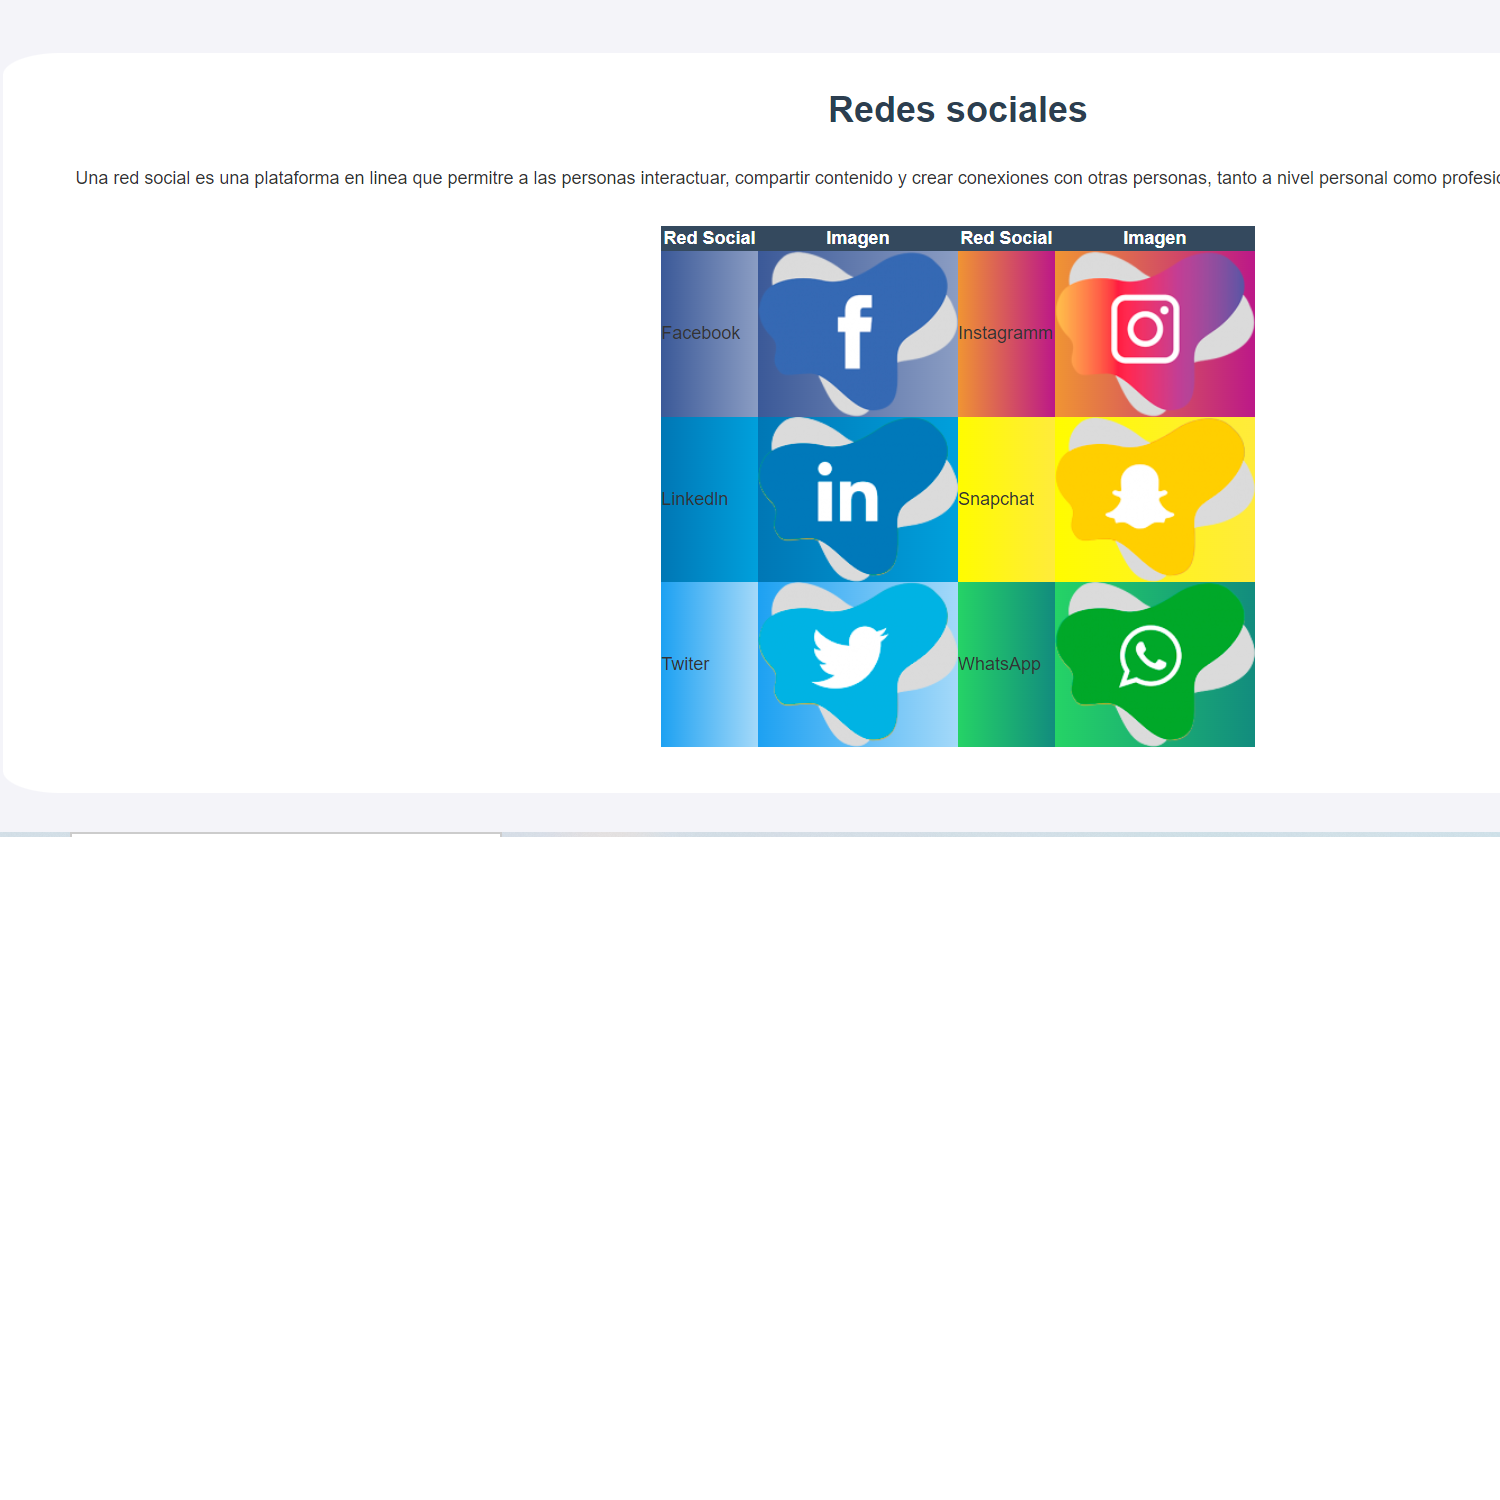 Redes sociales
Una red social es una plataforma en linea que permitre a las personas interactuar, compartir contenido y crear conexiones con otras personas, tanto a nivel personal como
Red Social Imagen Red Social Imagen
Facebook Instagramm
LinkedIn in Snapchat
Twiter WhatsApp